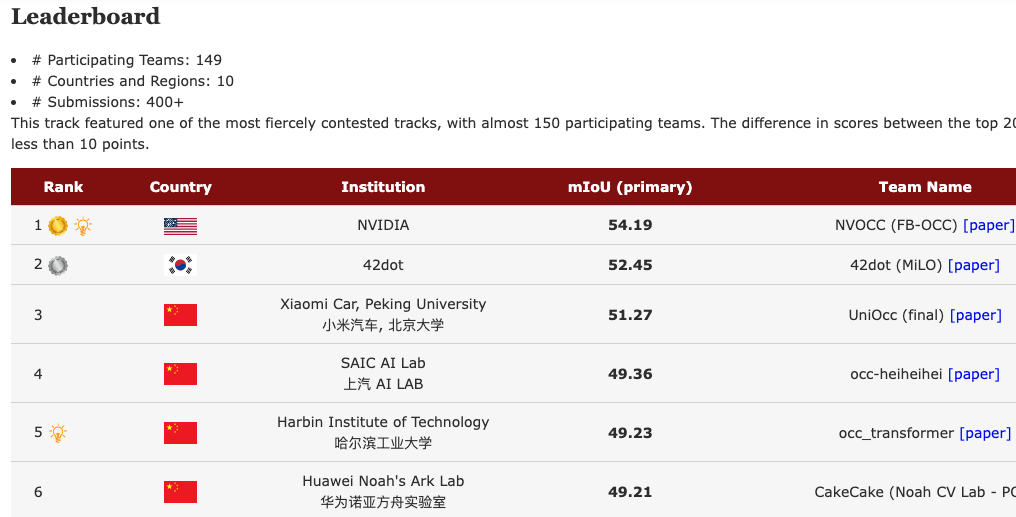 Leaderboard
# Participating Teams: 149
# Countries and Regions: 10
# Submissions: 400+
This track featured one of the most fiercely contested tracks, with almost 150 participating teams. The difference in scores between the top 20
less than 10 points.
Rank Country Institution mIoU (primary) Team Name
1 NVIDIA 54.19 NVOCC (FB-OCC) [paper]
2 42dot 52.45 42dot (MiLO) [paper]
3 Xiaomi Car, Peking University 51.27 UniOcc (final) [paper]
小米汽车, 北京大学
4 SAIC AI Lab 49.36 occ-heiheihei [paper]
上汽 AI LAB
5 Harbin Institute of Technology 49.23 occ_transformer [paper]
哈尔滨工业大学
6 Huawei Noah's Ark Lab 49.21 CakeCake (Noah CV Lab - PC
华为诺亚方舟实验室